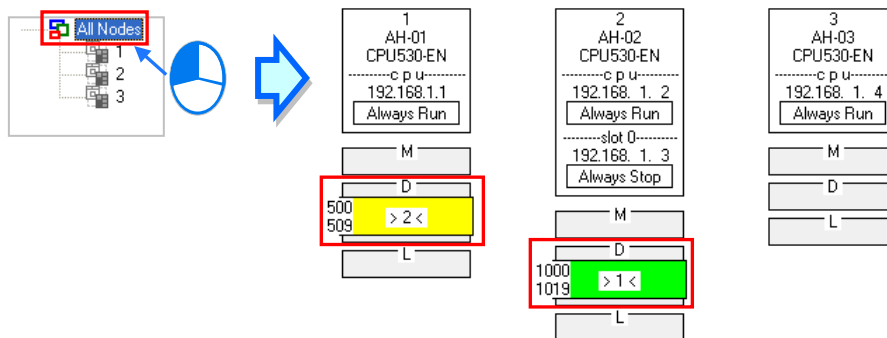 All Nodes
1
2
3
1
AH-01
CPU530-EN
--------c p u--------
192.168.1.1
Always Run
M
D
500
509
> 2 <
L
2
AH-02
CPU530-EN
--------c p u--------
192.168. 1. 2
Always Run
--------slot 0--------
192.168. 1. 3
Always Stop
M
D
1000
1019
> 1 <
L
3
AH-03
CPU530-EN
--------c p u--------
192.168. 1. 4
Always Run
M
D
L